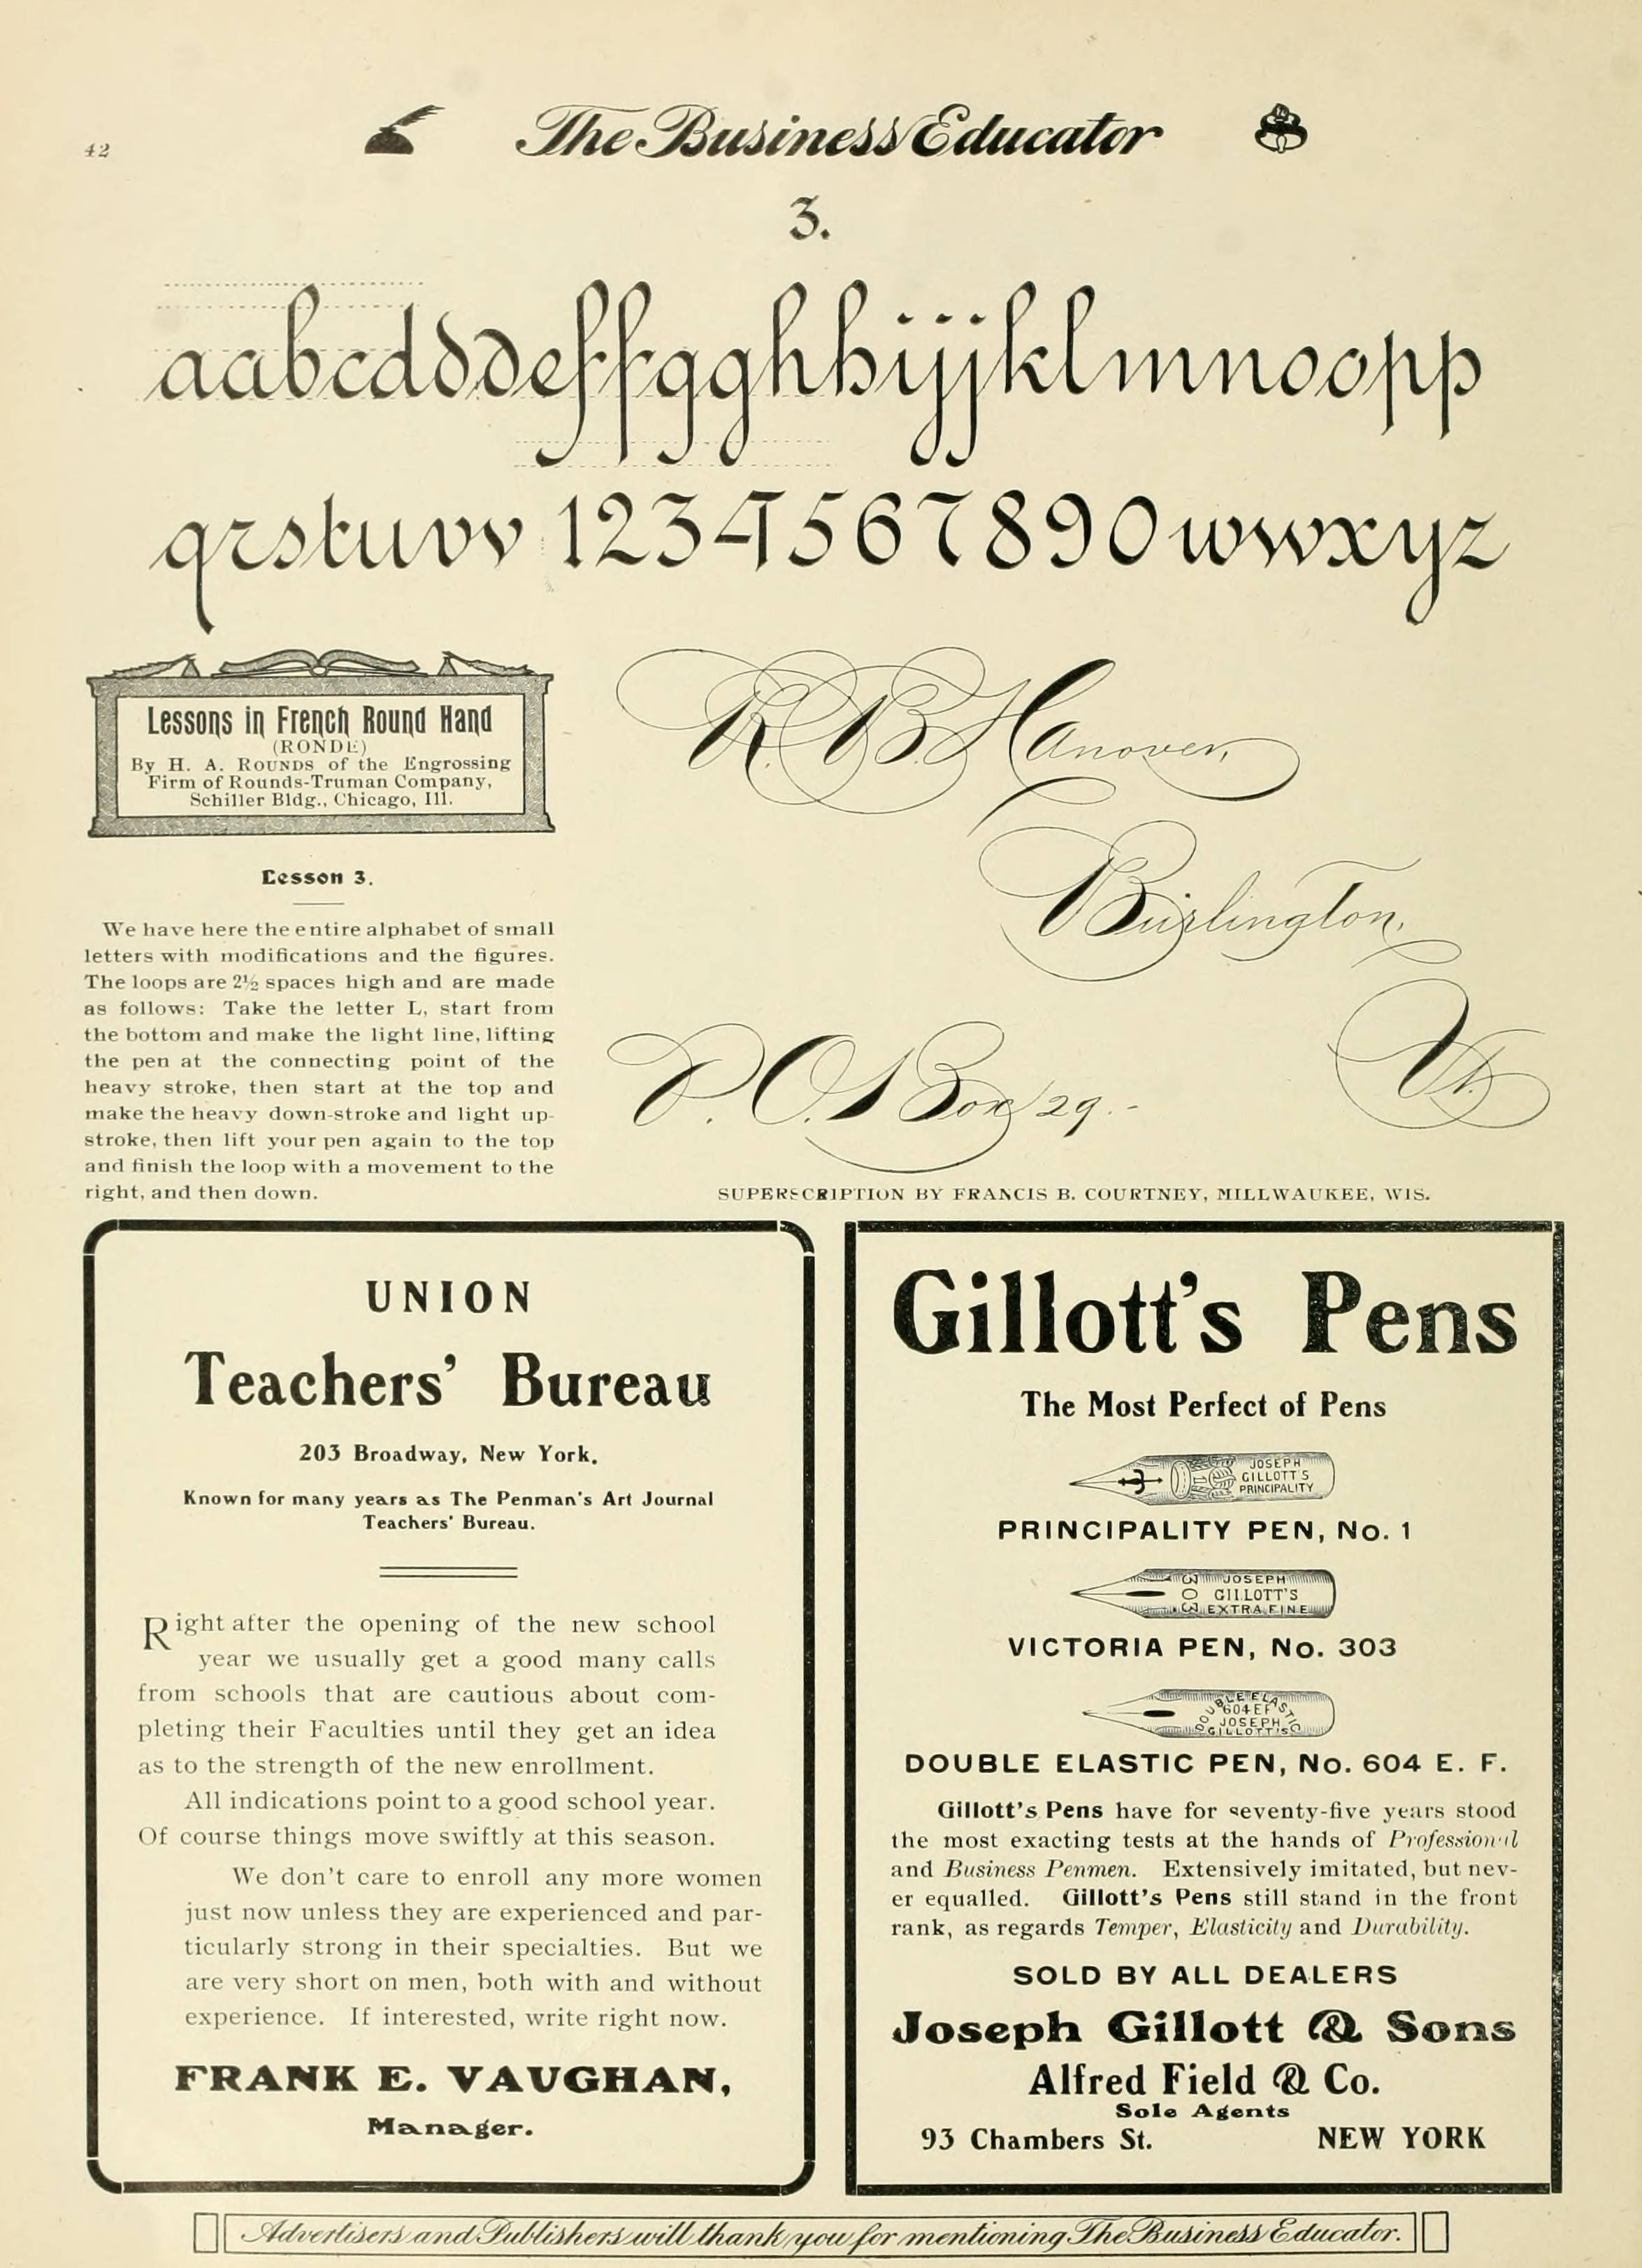 42
The Business Educator
3.
aabcdddeffgghhijjjklmnoopp
qrstuvv 1234567890wwxyz
Lessons in French Round Hand
(RONDE)
By H. A. ROUNDS of the Engrossing
Firm of Rounds-Truman Company,
Schiller Bldg., Chicago, Ill.
Lesson 3.
We have here the entire alphabet of small
letters with modifications and the figures.
The loops are 2½ spaces high and are made
as follows: Take the letter L, start from
the bottom and make the light line, lifting
the pen at the connecting point of the
heavy stroke, then start at the top and
make the heavy down-stroke and light up-
stroke, then lift your pen again to the top
and finish the loop with a movement to the
right, and then down.
R. B. Hanover,
Burlington,
Vt.
P. O. Box 29.-
SUPERSCRIPTION BY FRANCIS B. COURTNEY, MILLWAUKEE, WIS.
UNION
Teachers' Bureau
203 Broadway, New York.
Known for many years as The Penman's Art Journal
Teachers' Bureau.
Right after the opening of the new school
year we usually get a good many calls
from schools that are cautious about com-
pleting their Faculties until they get an idea
as to the strength of the new enrollment.
All indications point to a good school year.
Of course things move swiftly at this season.
We don't care to enroll any more women
just now unless they are experienced and par-
ticularly strong in their specialties. But we
are very short on men, both with and without
experience. If interested, write right now.
FRANK E. VAUGHAN,
Manager.
Gillott's Pens
The Most Perfect of Pens
JOSEPH
GILLOTT'S
PRINCIPALITY
PRINCIPALITY PEN, No. 1
303
JOSEPH
GILLOTT'S
EXTRA FINE
VICTORIA PEN, No. 303
DOUBLE ELASTIC
604 EF
JOSEPH
GILLOTT'S
DOUBLE ELASTIC PEN, No. 604 E. F.
Gillott's Pens have for seventy-five years stood
the most exacting tests at the hands of Professional
and Business Penmen. Extensively imitated, but nev-
er equalled. Gillott's Pens still stand in the front
rank, as regards Temper, Elasticity and Durability.
SOLD BY ALL DEALERS
Joseph Gillott & Sons
Alfred Field & Co.
Sole Agents
93 Chambers St. NEW YORK
Advertisers and Publishers will thank you for mentioning The Business Educator.